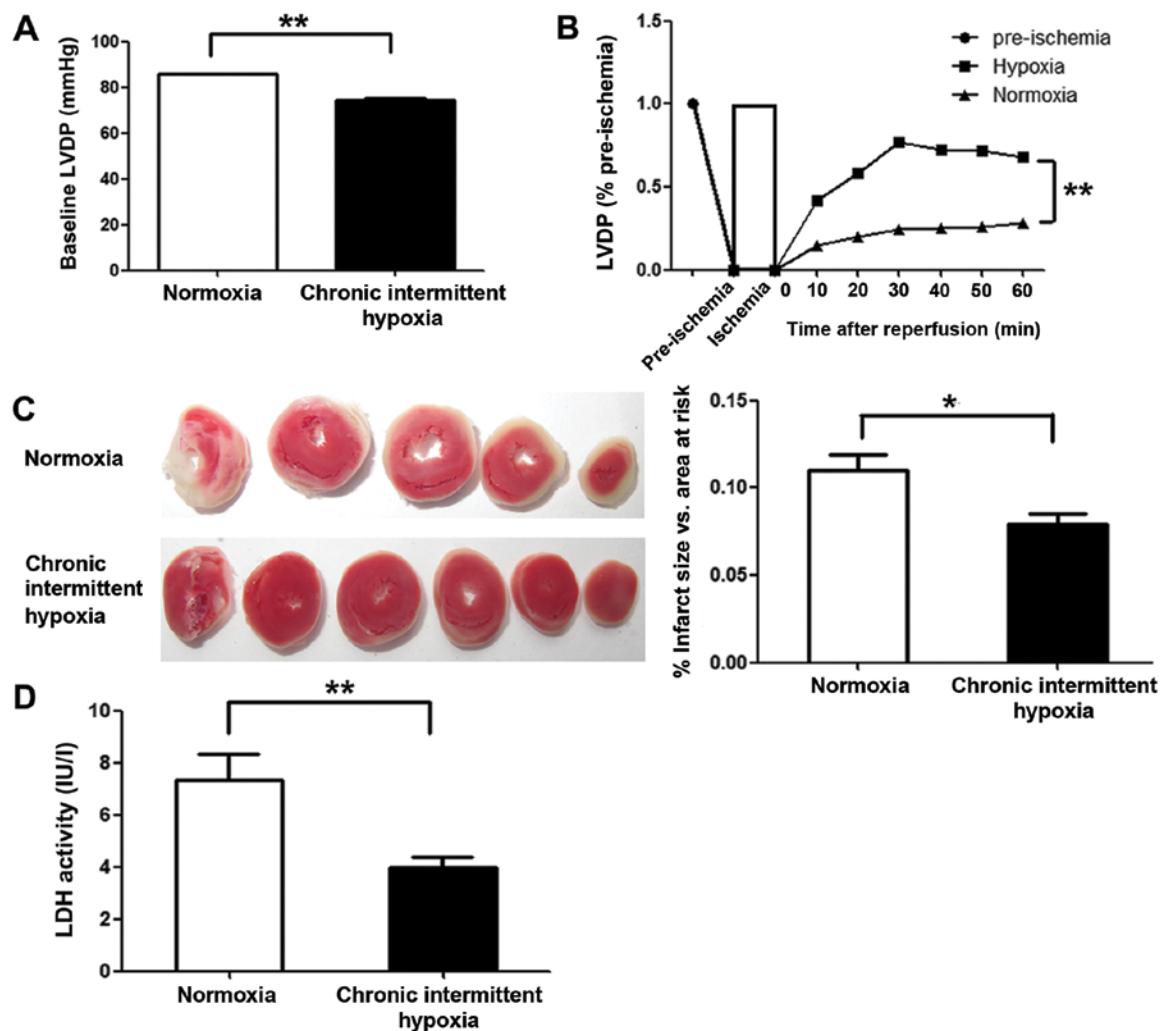 A
**
Baseline LVDP (mmHg)
100
80
60
40
20
0
Normoxia
Chronic intermittent
hypoxia
B
LVDP (% pre-ischemia)
1.5
1.0
0.5
0.0
pre-ischemia
Hypoxia
Normoxia
**
Pre-ischemia
Ischemia
0 10 20 30 40 50 60
Time after reperfusion (min)
C
Normoxia
Chronic
intermittent
hypoxia
% Infarct size vs. area at risk
0.15
0.10
0.05
0.00
*
Normoxia
Chronic intermittent
hypoxia
D
**
LDH activity (IU/l)
10
8
6
4
2
0
Normoxia
Chronic intermittent
hypoxia